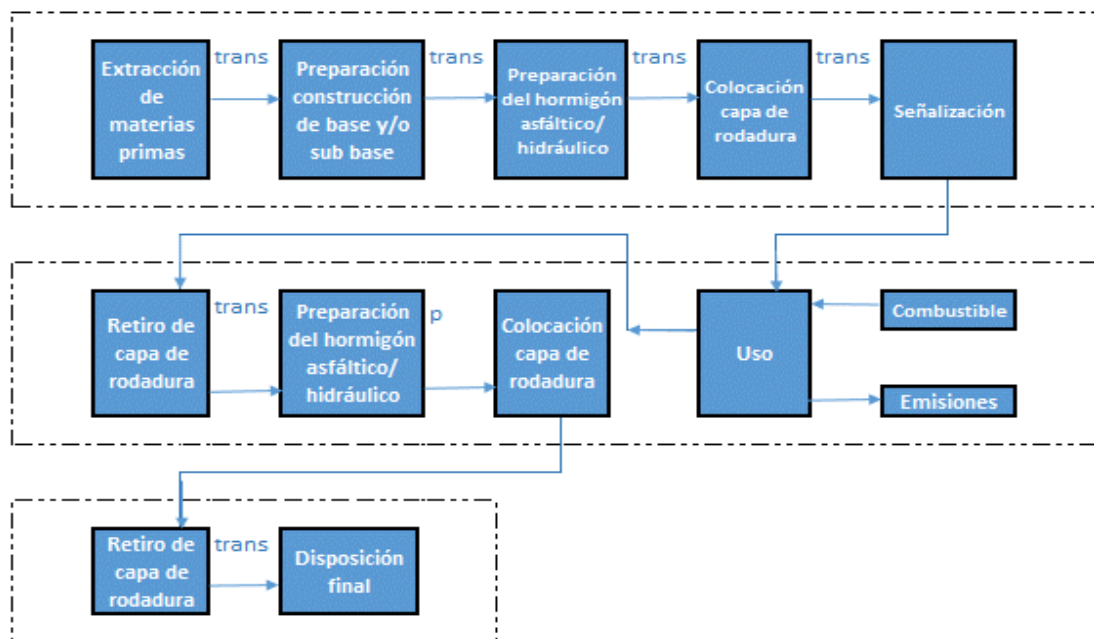 Extracción
de
materias
primas
trans
Preparación
construcción
de base y/o
sub base
trans
Preparación
del hormigón
asfáltico/
hidráulico
trans
Colocación
capa de
rodadura
trans
Señalización
Retiro de
capa de
rodadura
trans
Preparación
del hormigón
asfáltico/
hidráulico
p
Colocación
capa de
rodadura
Uso
Combustible
Emisiones
Retiro de
capa de
rodadura
trans
Disposición
final